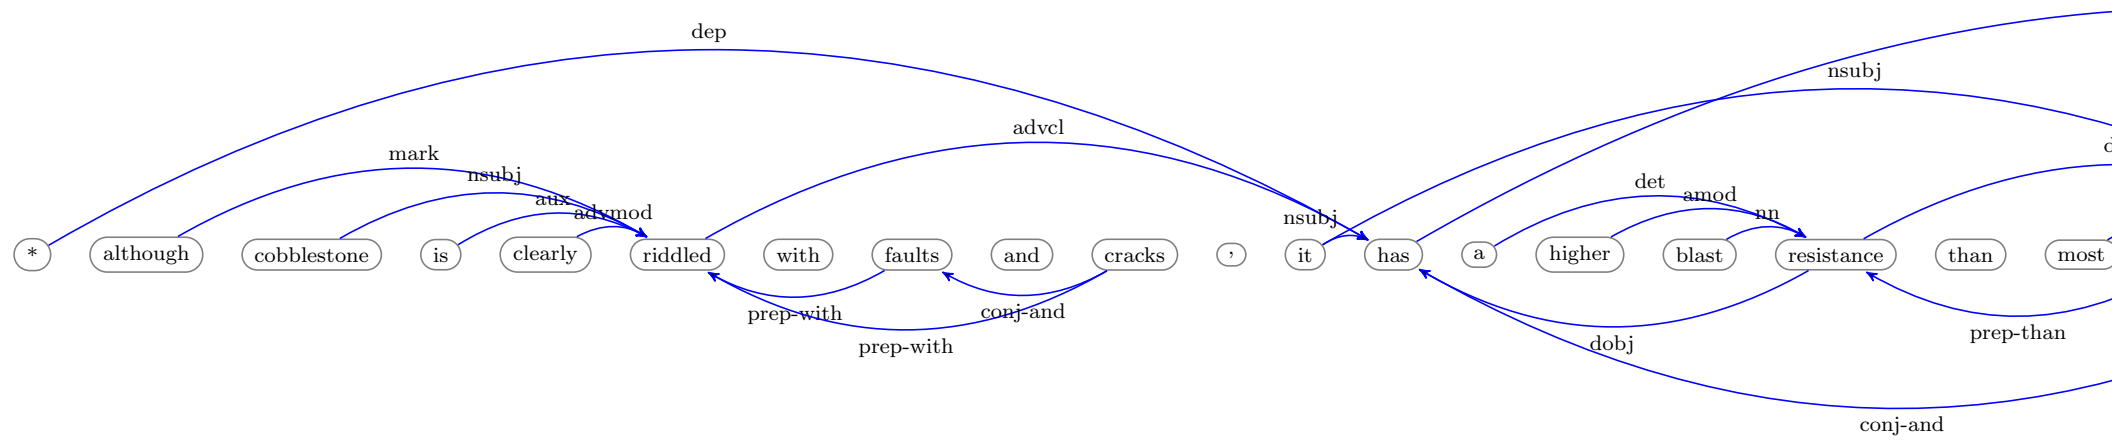 dep
nsubj
advcl
d
mark
nsubj
det
aux
amod
advmod
nsubj
nn
* although cobblestone is clearly riddled with faults and cracks , it has a higher blast resistance than most
prep-with
conj-and
prep-than
prep-with
dobj
conj-and